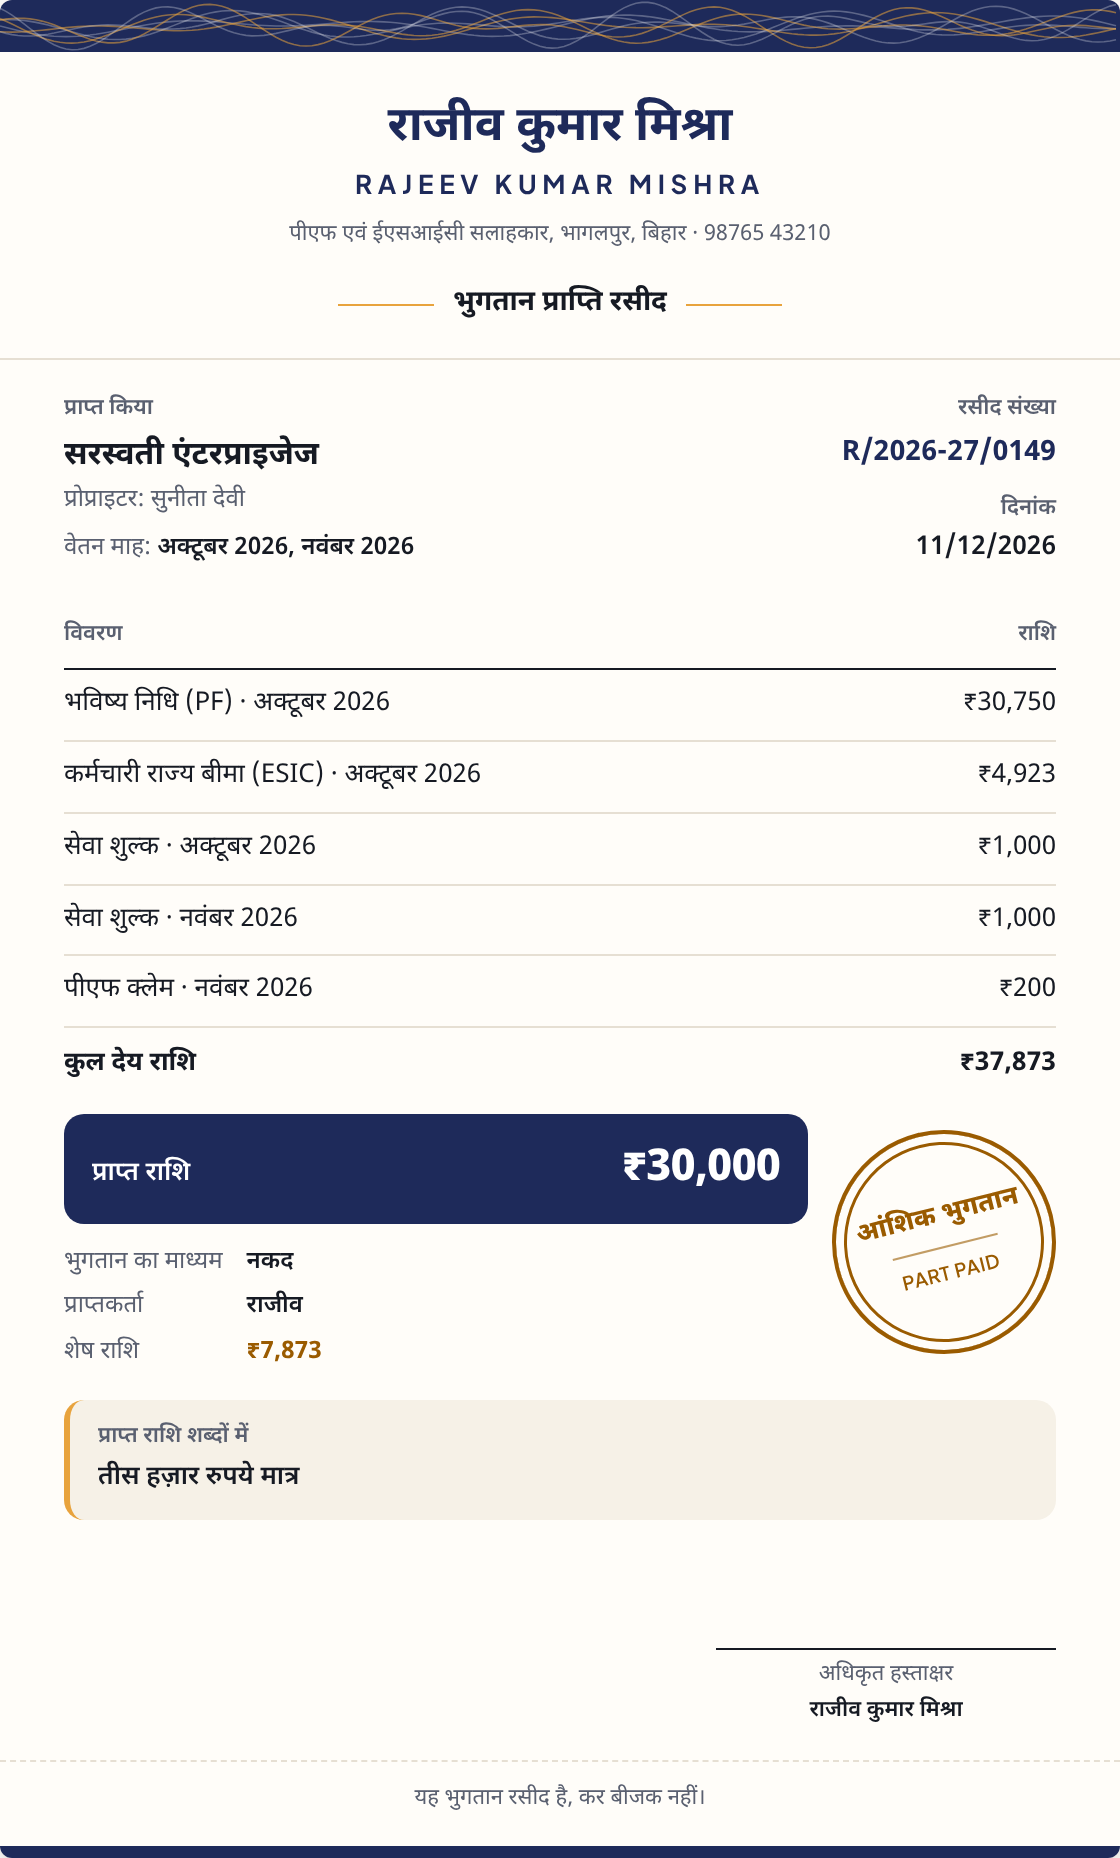 राजीव कुमार मिश्रा
RAJEEV KUMAR MISHRA
पीएफ एवं ईएसआईसी सलाहकार, भागलपुर, बिहार · 98765 43210
भुगतान प्राप्ति रसीद
प्राप्त किया
सरस्वती एंटरप्राइजेज
प्रोप्राइटर: सुनीता देवी
वेतन माह: अक्टूबर 2026, नवंबर 2026
रसीद संख्या
R/2026-27/0149
दिनांक
11/12/2026
विवरण राशि
भविष्य निधि (PF) · अक्टूबर 2026 ₹30,750
कर्मचारी राज्य बीमा (ESIC) · अक्टूबर 2026 ₹4,923
सेवा शुल्क · अक्टूबर 2026 ₹1,000
सेवा शुल्क · नवंबर 2026 ₹1,000
पीएफ क्लेम · नवंबर 2026 ₹200
कुल देय राशि ₹37,873
प्राप्त राशि ₹30,000
आंशिक भुगतान
PART PAID
भुगतान का माध्यम नकद
प्राप्तकर्ता राजीव
शेष राशि ₹7,873
प्राप्त राशि शब्दों में
तीस हज़ार रुपये मात्र
अधिकृत हस्ताक्षर
राजीव कुमार मिश्रा
यह भुगतान रसीद है, कर बीजक नहीं।